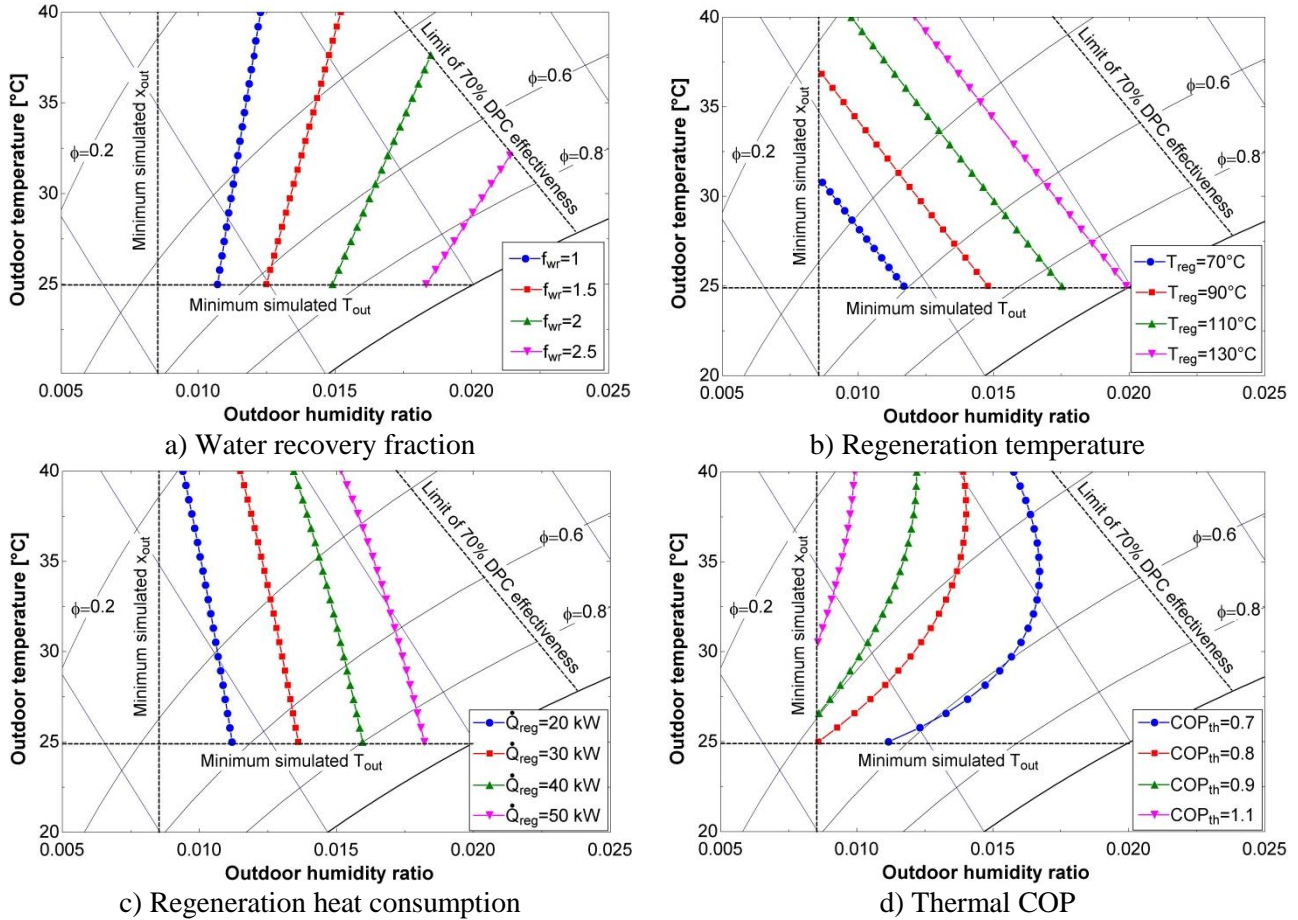 40
35
30
25
20
Outdoor temperature [°C]
ϕ=0.2
Minimum simulated x_out
Limit of 70% DPC effectiveness
ϕ=0.6
ϕ=0.8
Minimum simulated T_out
f_wr=1
f_wr=1.5
f_wr=2
f_wr=2.5
0.005 0.010 0.015 0.020 0.025
Outdoor humidity ratio
a) Water recovery fraction
40
35
30
25
20
Outdoor temperature [°C]
ϕ=0.2
Minimum simulated x_out
Limit of 70% DPC effectiveness
ϕ=0.6
ϕ=0.8
Minimum simulated T_out
T_reg=70°C
T_reg=90°C
T_reg=110°C
T_reg=130°C
0.005 0.010 0.015 0.020 0.025
Outdoor humidity ratio
b) Regeneration temperature
40
35
30
25
20
Outdoor temperature [°C]
ϕ=0.2
Minimum simulated x_out
Limit of 70% DPC effectiveness
ϕ=0.6
ϕ=0.8
Minimum simulated T_out
Q̇_reg=20 kW
Q̇_reg=30 kW
Q̇_reg=40 kW
Q̇_reg=50 kW
0.005 0.010 0.015 0.020 0.025
Outdoor humidity ratio
c) Regeneration heat consumption
40
35
30
25
20
Outdoor temperature [°C]
ϕ=0.2
Minimum simulated x_out
Limit of 70% DPC effectiveness
ϕ=0.6
ϕ=0.8
Minimum simulated T_out
COP_th=0.7
COP_th=0.8
COP_th=0.9
COP_th=1.1
0.005 0.010 0.015 0.020 0.025
Outdoor humidity ratio
d) Thermal COP